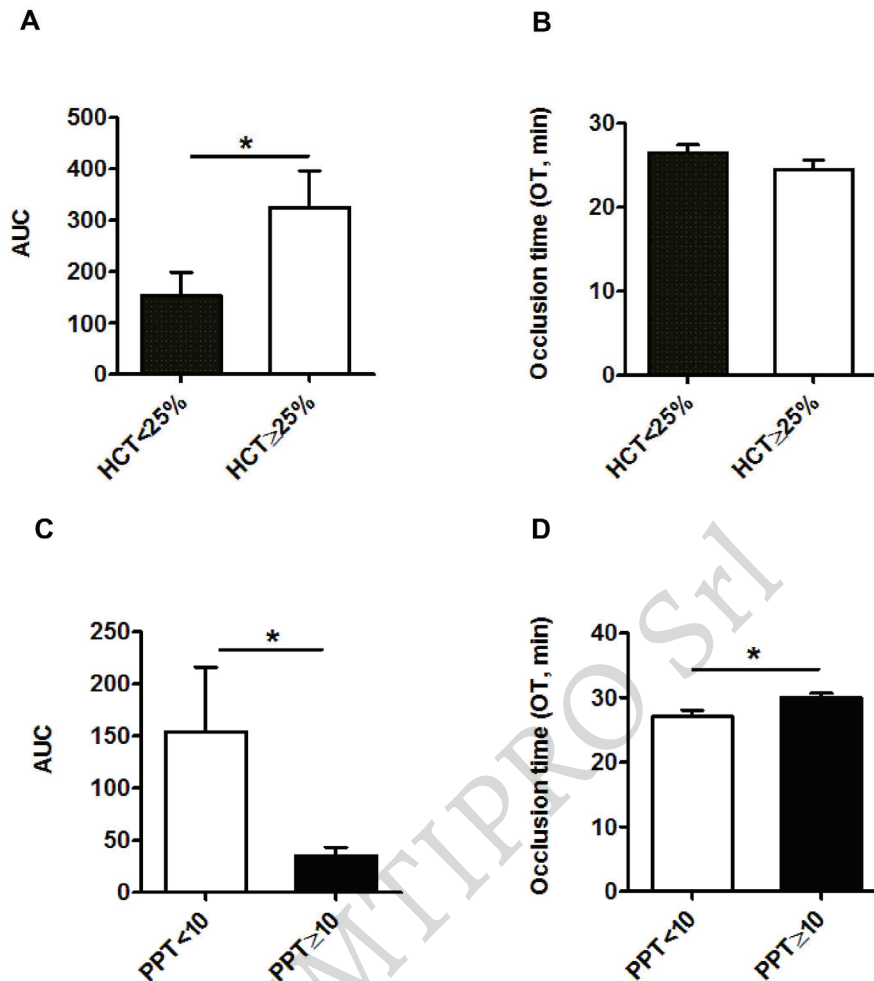 A
AUC
500
400
300
200
100
0
*
HCT<25%
HCT≥25%
B
Occlusion time (OT, min)
30
20
10
0
HCT<25%
HCT≥25%
C
AUC
250
200
150
100
50
0
*
PPT<10
PPT≥10
D
Occlusion time (OT, min)
40
30
20
10
0
*
PPT<10
PPT≥10
MTIPRO Srl